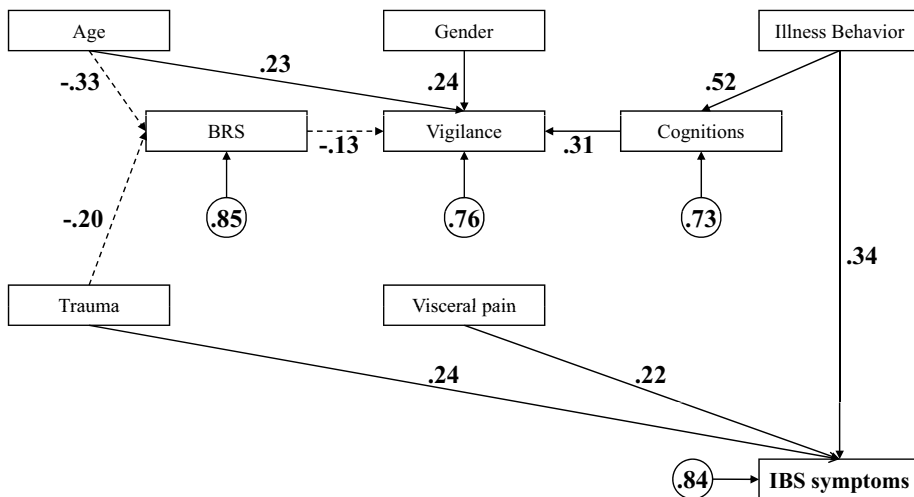 Age
Gender
Illness Behavior
.23
-.33
.24
.52
BRS
Vigilance
Cognitions
-.13
.31
.85
.76
.73
-.20
.34
Trauma
Visceral pain
.24
.22
.84
IBS symptoms